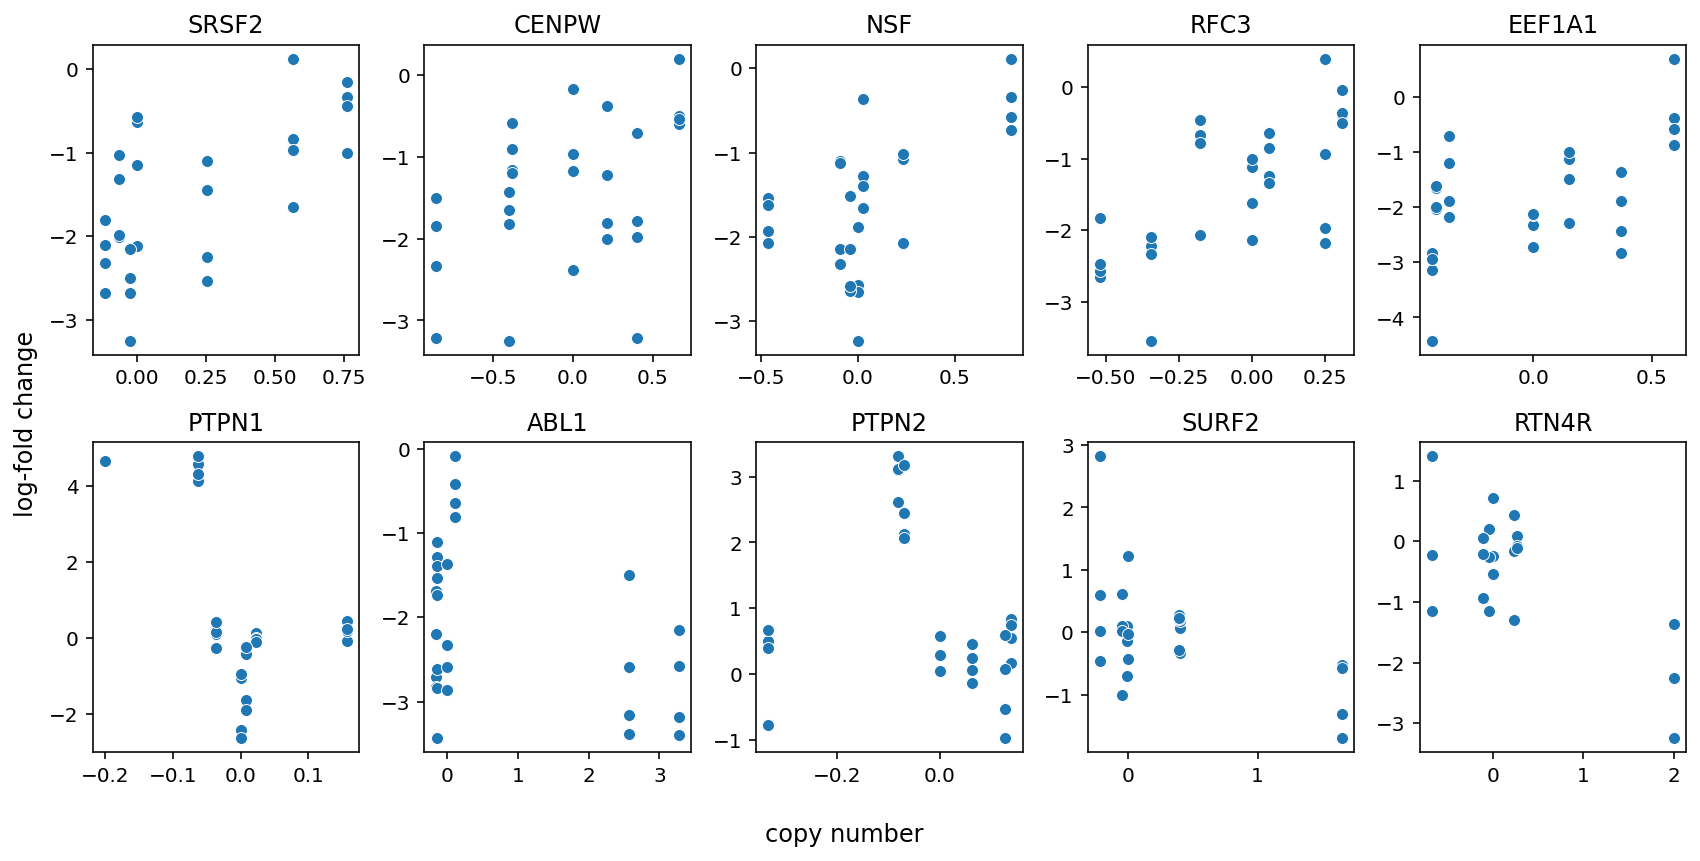 SRSF2 CENPW NSF RFC3 EEF1A1
0 −1 −2 −3
0.00 0.25 0.50 0.75
0 −1 −2 −3
−0.5 0.0 0.5
0 −1 −2 −3
−0.5 0.0 0.5
0 −1 −2 −3
−0.50 −0.25 0.00 0.25
0 −1 −2 −3 −4
0.0 0.5
log-fold change
PTPN1 ABL1 PTPN2 SURF2 RTN4R
4 2 0 −2
−0.2 −0.1 0.0 0.1
0 −1 −2 −3
0 1 2 3
3 2 1 0 −1
−0.2 0.0
3 2 1 0 −1
0 1
1 0 −1 −2 −3
0 1 2
copy number